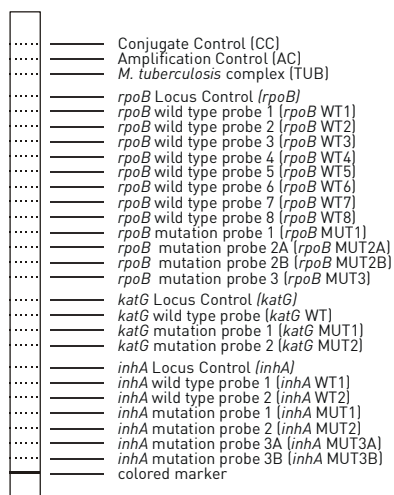 Conjugate Control (CC)
Amplification Control (AC)
M. tuberculosis complex (TUB)
rpoB Locus Control (rpoB)
rpoB wild type probe 1 (rpoB WT1)
rpoB wild type probe 2 (rpoB WT2)
rpoB wild type probe 3 (rpoB WT3)
rpoB wild type probe 4 (rpoB WT4)
rpoB wild type probe 5 (rpoB WT5)
rpoB wild type probe 6 (rpoB WT6)
rpoB wild type probe 7 (rpoB WT7)
rpoB wild type probe 8 (rpoB WT8)
rpoB mutation probe 1 (rpoB MUT1)
rpoB mutation probe 2A (rpoB MUT2A)
rpoB mutation probe 2B (rpoB MUT2B)
rpoB mutation probe 3 (rpoB MUT3)
katG Locus Control (katG)
katG wild type probe (katG WT)
katG mutation probe 1 (katG MUT1)
katG mutation probe 2 (katG MUT2)
inhA Locus Control (inhA)
inhA wild type probe 1 (inhA WT1)
inhA wild type probe 2 (inhA WT2)
inhA mutation probe 1 (inhA MUT1)
inhA mutation probe 2 (inhA MUT2)
inhA mutation probe 3A (inhA MUT3A)
inhA mutation probe 3B (inhA MUT3B)
colored marker